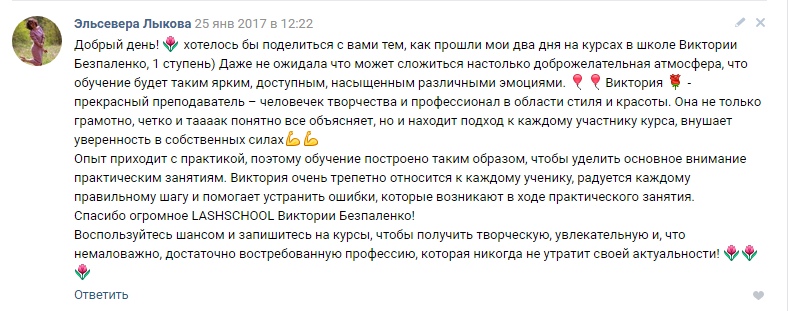 Эльсевера Лыкова 25 янв 2017 в 12:22
Добрый день! 🌷 хотелось бы поделиться с вами тем, как прошли мои два дня на курсах в школе Виктории
Безпаленко, 1 ступень) Даже не ожидала что может сложиться настолько доброжелательная атмосфера, что
обучение будет таким ярким, доступным, насыщенным различными эмоциями. 🎈🎈Виктория 🌹 -
прекрасный преподаватель – человечек творчества и профессионал в области стиля и красоты. Она не только
грамотно, четко и таааак понятно все объясняет, но и находит подход к каждому участнику курса, внушает
уверенность в собственных силах💪💪
Опыт приходит с практикой, поэтому обучение построено таким образом, чтобы уделить основное внимание
практическим занятиям. Виктория очень трепетно относится к каждому ученику, радуется каждому
правильному шагу и помогает устранить ошибки, которые возникают в ходе практического занятия.
Спасибо огромное LASHSCHOOL Виктории Безпаленко!
Воспользуйтесь шансом и запишитесь на курсы, чтобы получить творческую, увлекательную и, что
немаловажно, достаточно востребованную профессию, которая никогда не утратит своей актуальности! 🌷🌷
🌷
Ответить